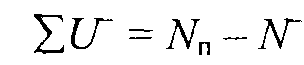 ∑U⁻ = Nₙ − N⁻